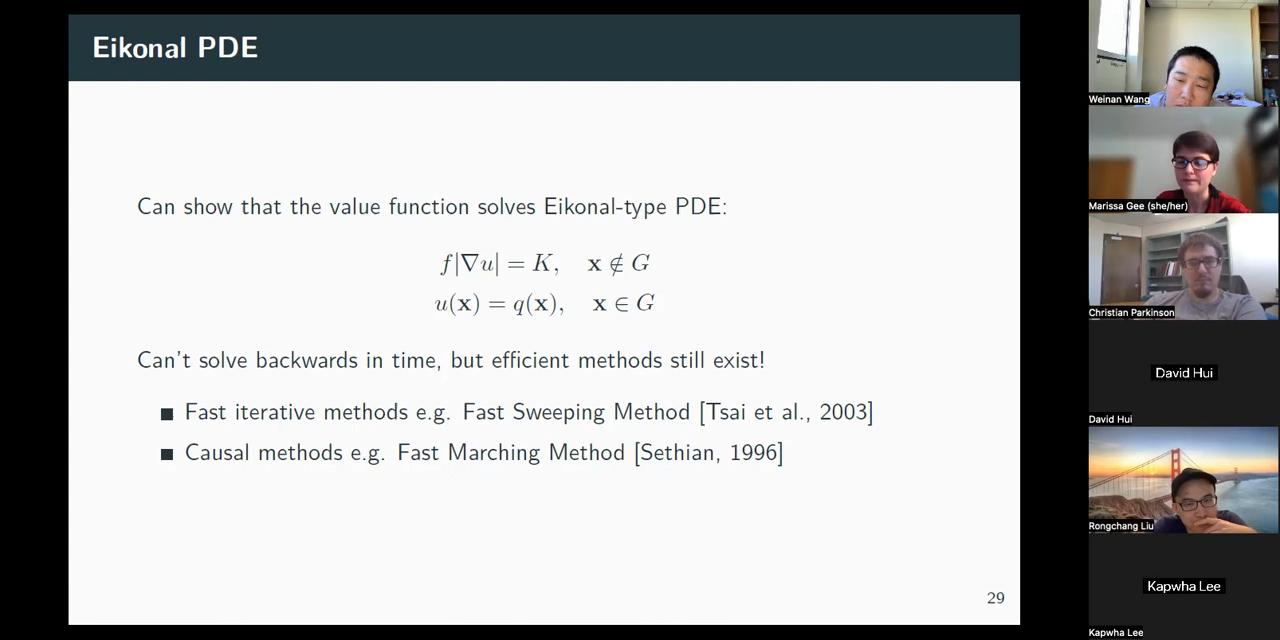 Eikonal PDE
Can show that the value function solves Eikonal-type PDE:
f|∇u| = K, x ∉ G
u(x) = q(x), x ∈ G
Can't solve backwards in time, but efficient methods still exist!
■ Fast iterative methods e.g. Fast Sweeping Method [Tsai et al., 2003]
■ Causal methods e.g. Fast Marching Method [Sethian, 1996]
29
Weinan Wang
Marissa Gee (she/her)
Christian Parkinson
David Hui
David Hui
Rongchang Liu
Kapwha Lee
Kapwha Lee